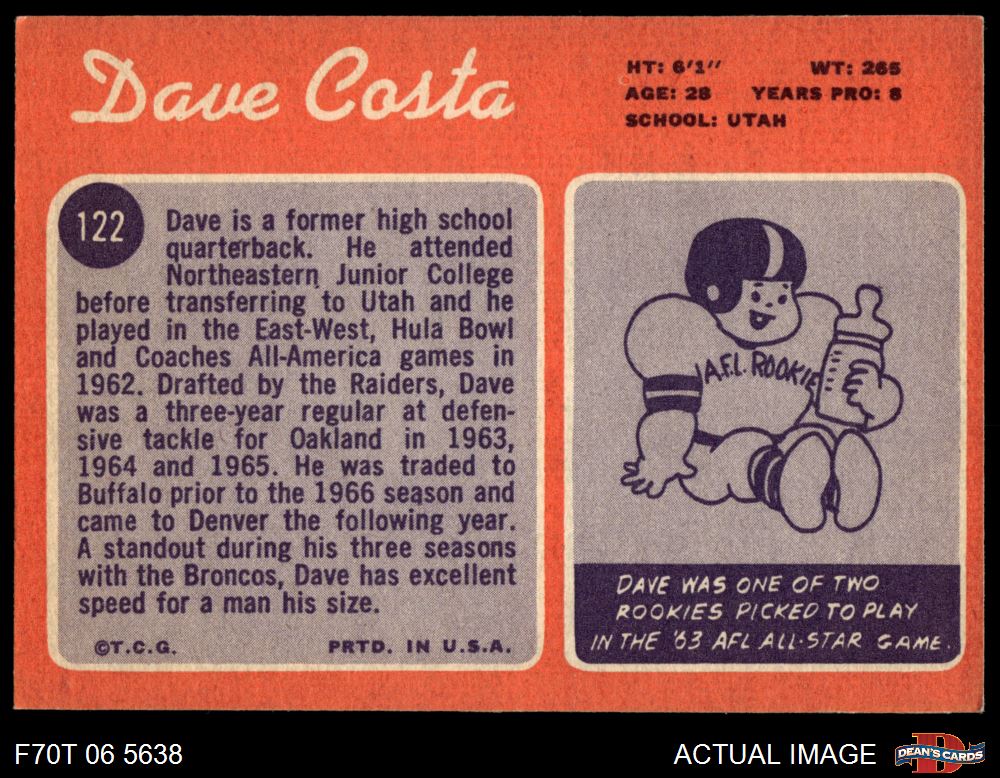 Dave Costa
HT: 6'1" WT: 265
AGE: 28 YEARS PRO: 8
SCHOOL: UTAH
122
Dave is a former high school
quarterback. He attended
Northeastern Junior College
before transferring to Utah and he
played in the East-West, Hula Bowl
and Coaches All-America games in
1962. Drafted by the Raiders, Dave
was a three-year regular at defen-
sive tackle for Oakland in 1963,
1964 and 1965. He was traded to
Buffalo prior to the 1966 season and
came to Denver the following year.
A standout during his three seasons
with the Broncos, Dave has excellent
speed for a man his size.
©T.C.G. PRTD. IN U.S.A.
A.F.L. ROOKIE
DAVE WAS ONE OF TWO
ROOKIES PICKED TO PLAY
IN THE '63 AFL ALL-STAR GAME.
F70T 06 5638
ACTUAL IMAGE
D
DEAN'S CARDS